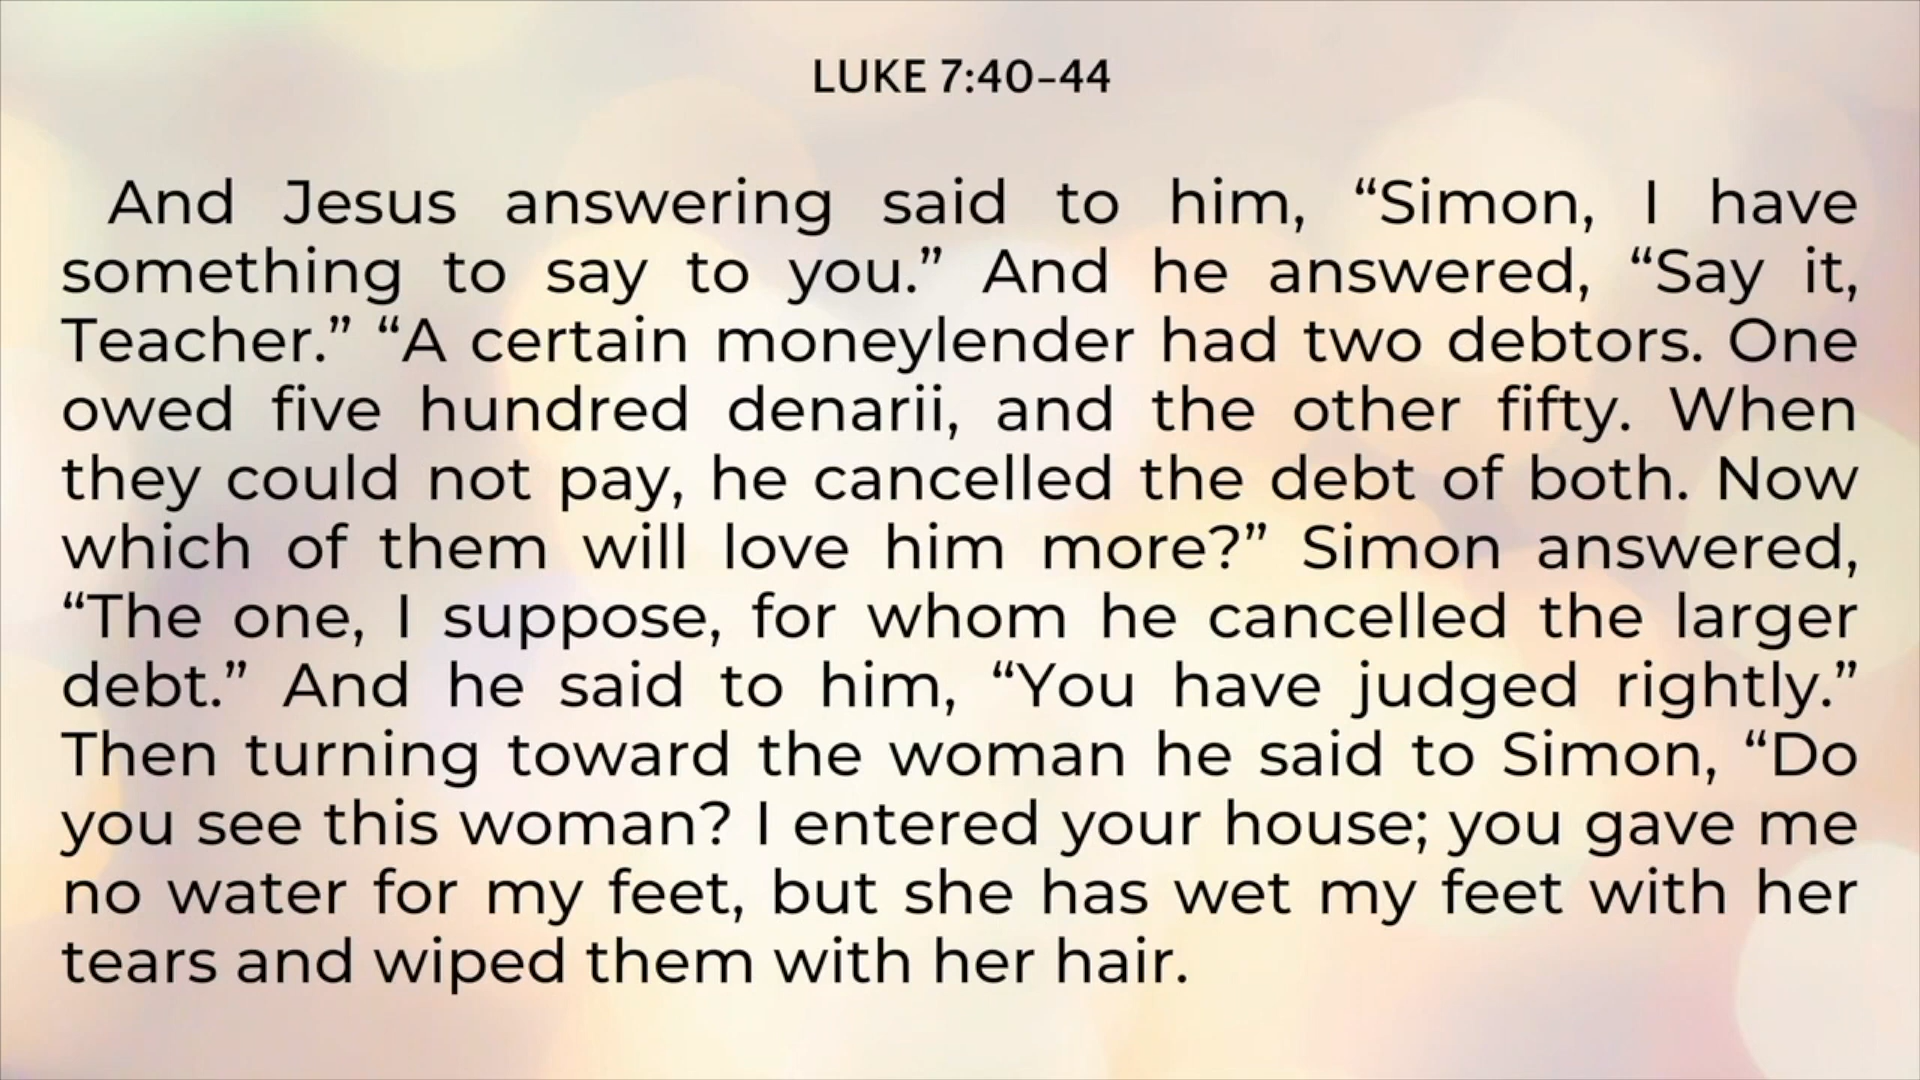 LUKE 7:40–44
And Jesus answering said to him, “Simon, I have
something to say to you.” And he answered, “Say it,
Teacher.” “A certain moneylender had two debtors. One
owed five hundred denarii, and the other fifty. When
they could not pay, he cancelled the debt of both. Now
which of them will love him more?” Simon answered,
“The one, I suppose, for whom he cancelled the larger
debt.” And he said to him, “You have judged rightly.”
Then turning toward the woman he said to Simon, “Do
you see this woman? I entered your house; you gave me
no water for my feet, but she has wet my feet with her
tears and wiped them with her hair.